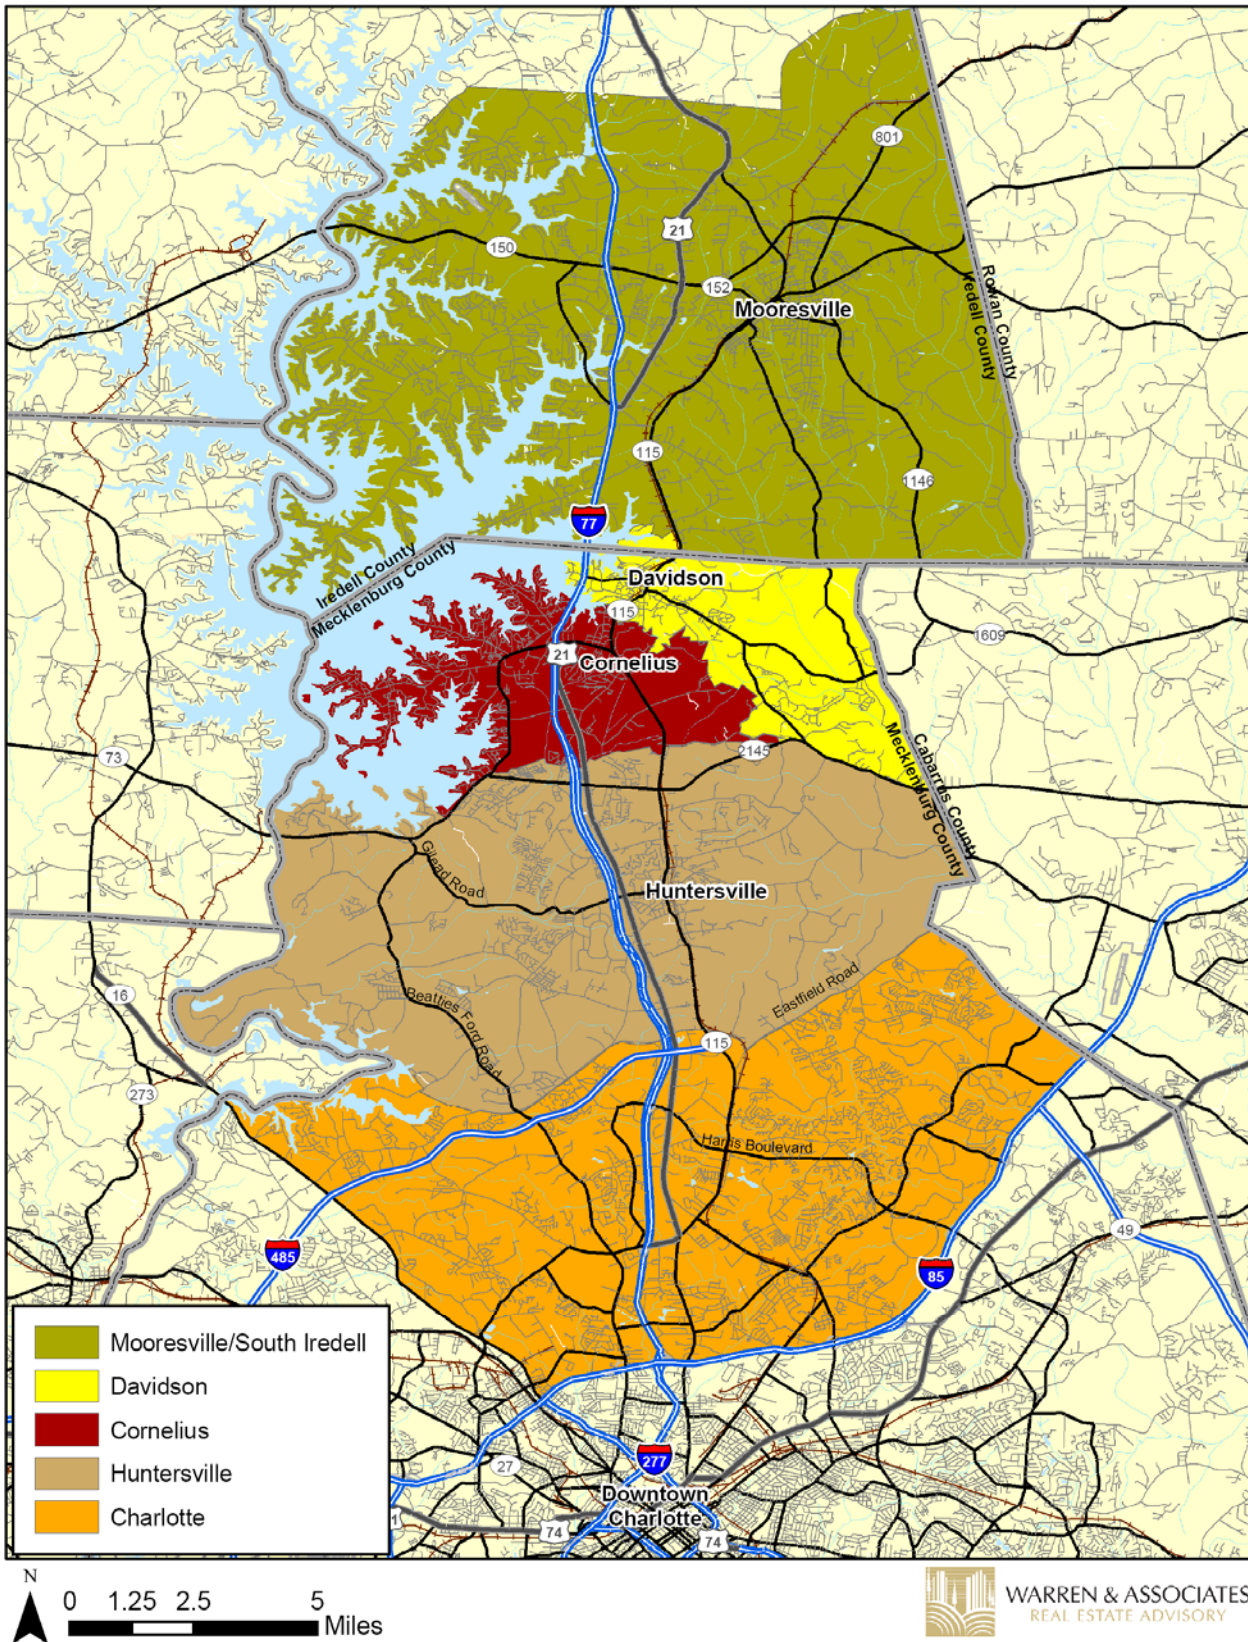 801
21
150
152
Mooresville
Rowan County
Iredell County
115
1146
77
Iredell County
Mecklenburg County
Davidson
115
1609
21
Cornelius
2145
73
Cabarrus County
Mecklenburg County
Gilead Road
Huntersville
Eastfield Road
16
Beatties Ford Road
115
273
Harris Boulevard
49
485
85
Mooresville/South Iredell
Davidson
Cornelius
Huntersville
Charlotte
27
277
Downtown
Charlotte
74
74
N
0 1.25 2.5 5
Miles
WARREN & ASSOCIATES
REAL ESTATE ADVISORY